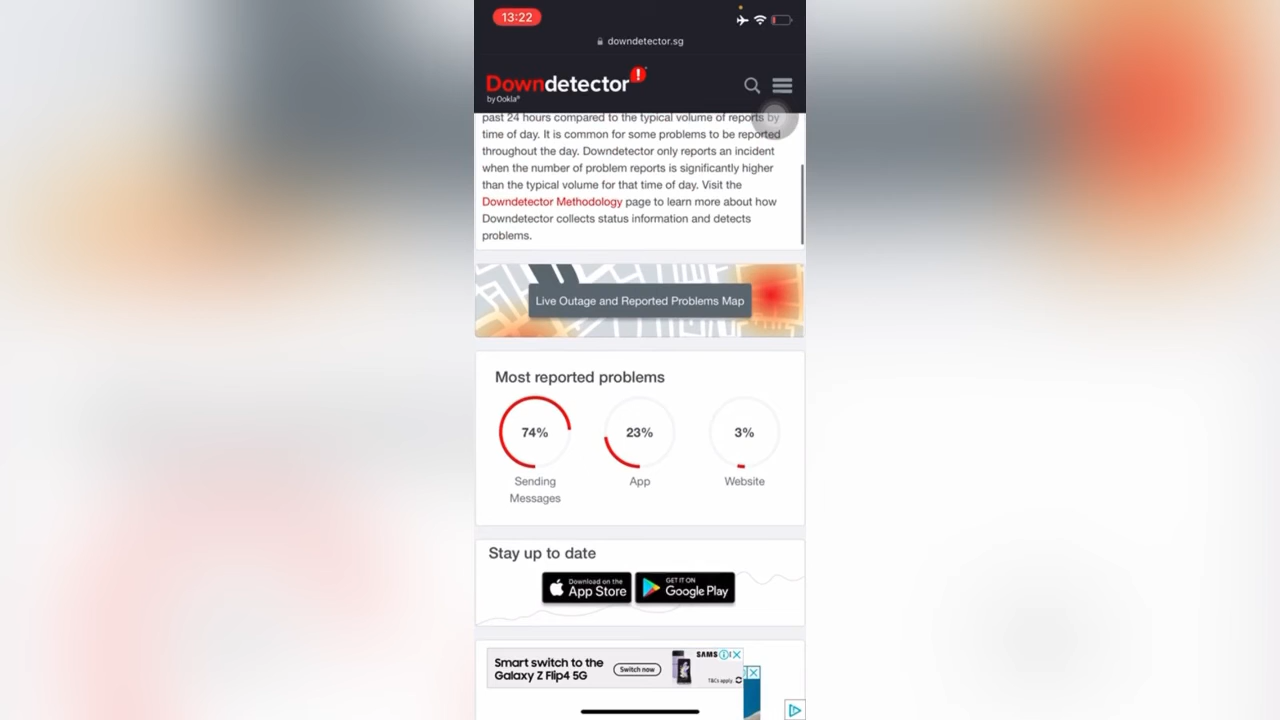 13:22
downdetector.sg
Downdetector!
by Ookla®
past 24 hours compared to the typical volume of reports by
time of day. It is common for some problems to be reported
throughout the day. Downdetector only reports an incident
when the number of problem reports is significantly higher
than the typical volume for that time of day. Visit the
Downdetector Methodology page to learn more about how
Downdetector collects status information and detects
problems.
Live Outage and Reported Problems Map
Most reported problems
74% 23% 3%
Sending App Website
Messages
Stay up to date
Download on the GET IT ON
App Store Google Play
Smart switch to the
Galaxy Z Flip4 5G
Switch now
SAMS
T&Cs apply